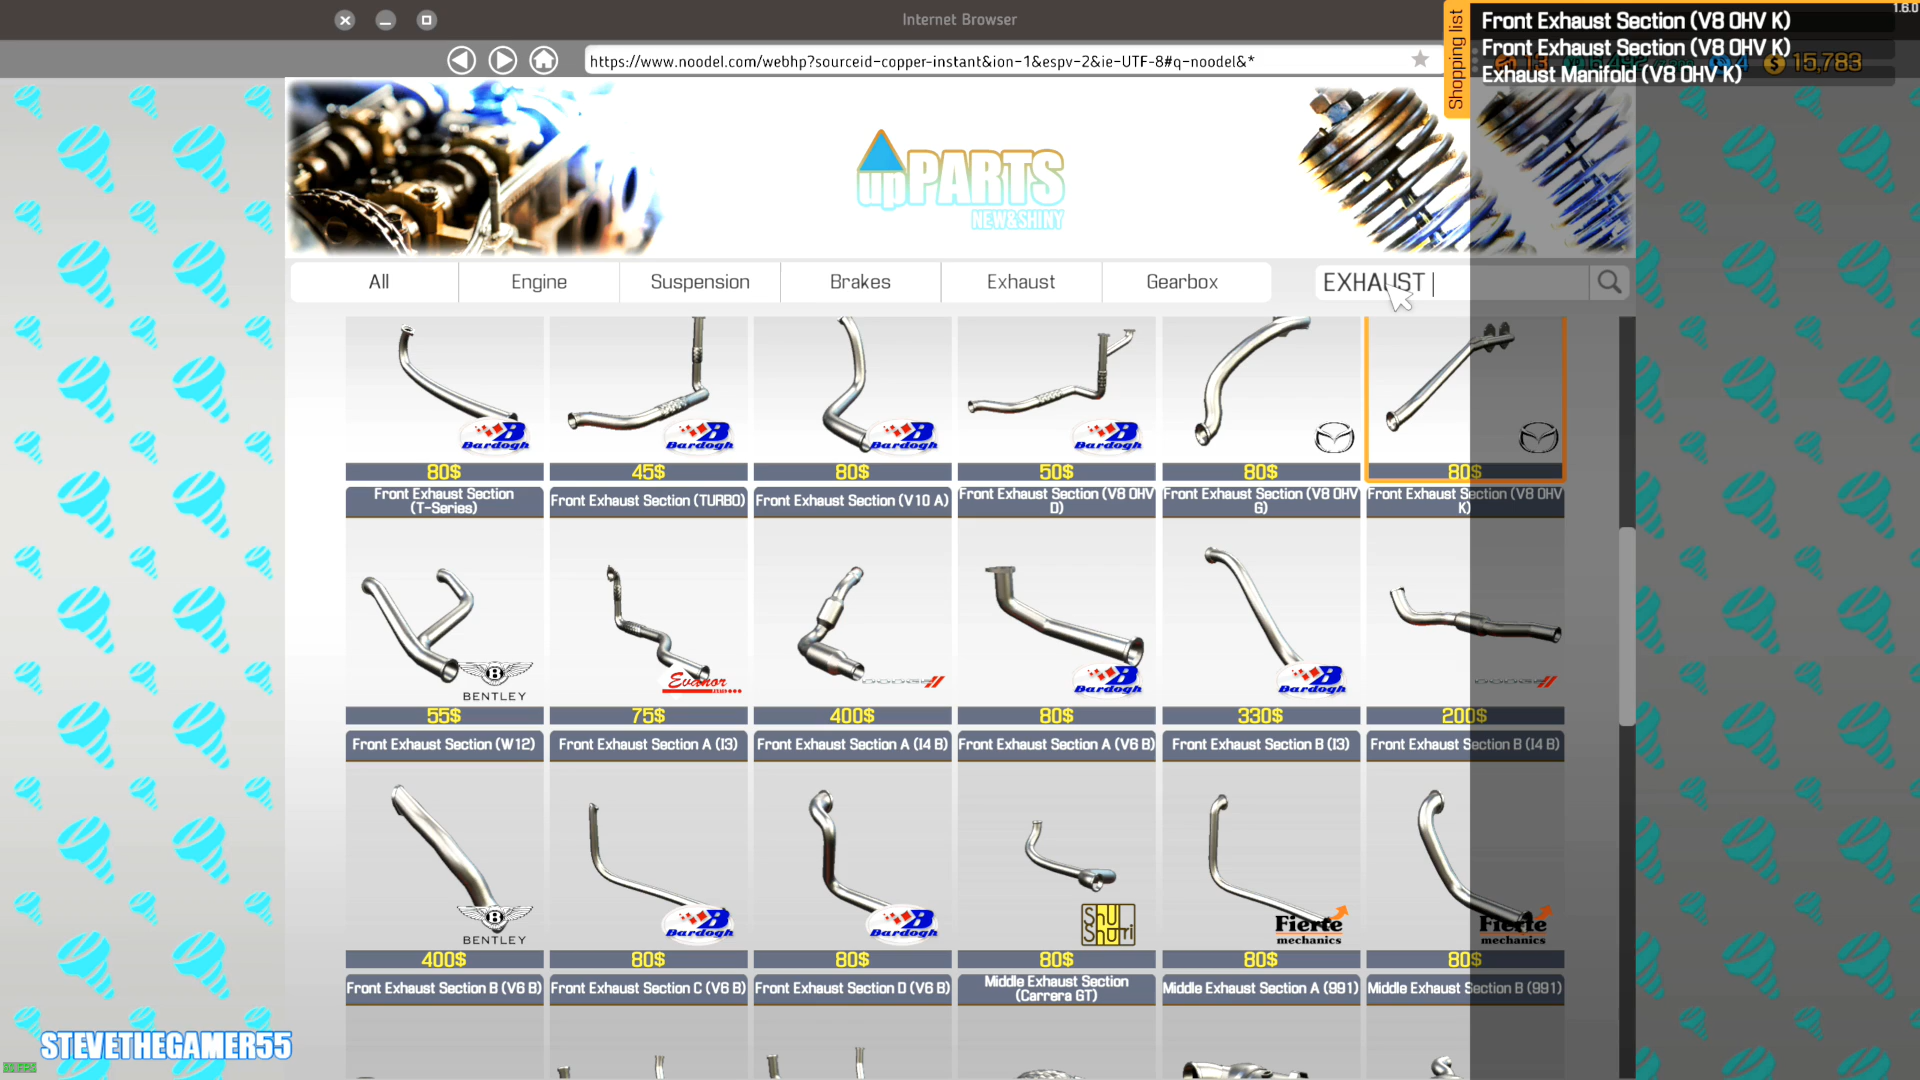 Internet Browser
1.6.0
Shopping list
Front Exhaust Section (V8 OHV K)
Front Exhaust Section (V8 OHV K)
Exhaust Manifold (V8 OHV K)
15,783
https://www.noodel.com/webhp?sourceid-copper-instant&ion-1&espv-2&ie-UTF-8#q-noodel&*
upPARTS
NEW&SHINY
All
Engine
Suspension
Brakes
Exhaust
Gearbox
EXHAUST
Bardogh
Bardogh
Bardogh
Bardogh
80$
45$
80$
50$
80$
80$
Front Exhaust Section
(T-Series)
Front Exhaust Section (TURBO)
Front Exhaust Section (V10 A)
Front Exhaust Section (V8 OHV
D)
Front Exhaust Section (V8 OHV
G)
Front Exhaust Section (V8 OHV
K)
BENTLEY
Evanor
PARTS
DODGE
Bardogh
Bardogh
DODGE
55$
75$
400$
80$
330$
200$
Front Exhaust Section (W12)
Front Exhaust Section A (I3)
Front Exhaust Section A (I4 B)
Front Exhaust Section A (V6 B)
Front Exhaust Section B (I3)
Front Exhaust Section B (I4 B)
BENTLEY
Bardogh
Bardogh
Shu
Shurri
Fierte
mechanics
Fierte
mechanics
400$
80$
80$
80$
80$
80$
Front Exhaust Section B (V6 B)
Front Exhaust Section C (V6 B)
Front Exhaust Section D (V6 B)
Middle Exhaust Section
(Carrera GT)
Middle Exhaust Section A (991)
Middle Exhaust Section B (991)
STEVETHEGAMER55